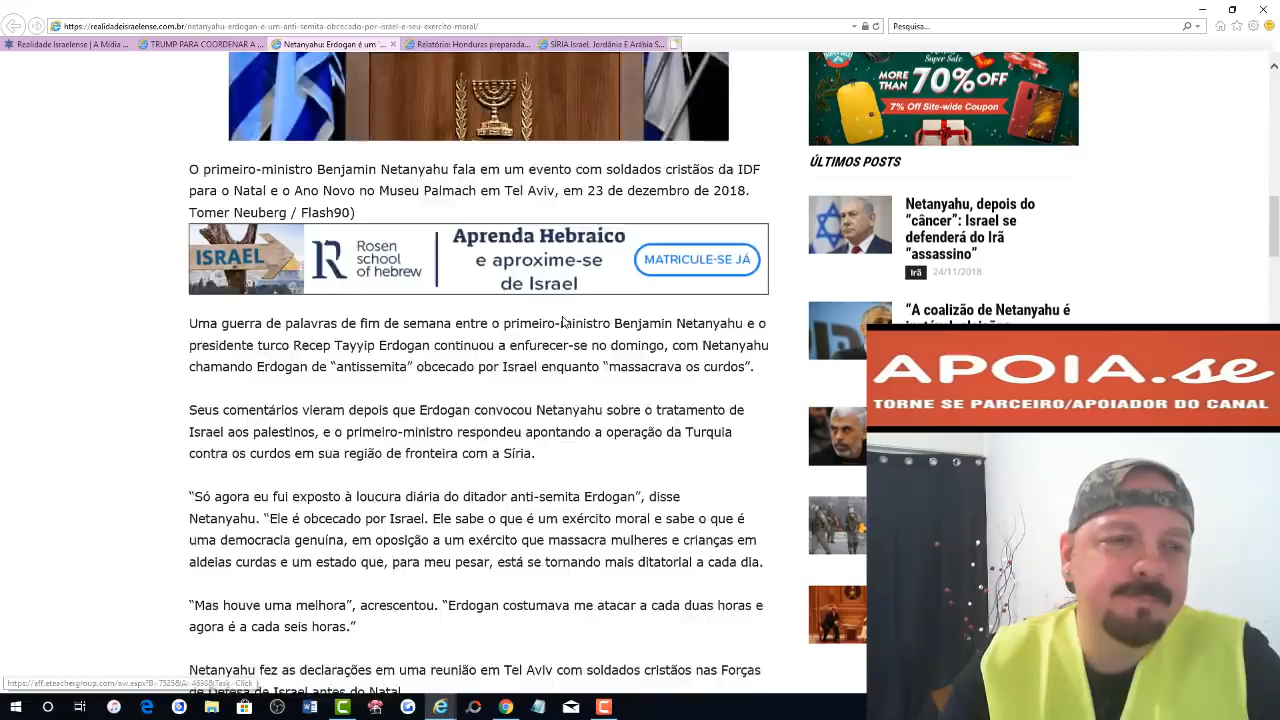 https://realidadeisraelense.com.br/netanyahu-erdogan-e-um-anti-semita-obcecado-por-israel-e-seu-exercito-moral/
Pesquisa...
Realidade Israelense | A Mídia ...
TRUMP PARA COORDENAR A ...
Netanyahu Erdogan é um '...
Relatório: Honduras preparada...
SÍRIA Israel, Jordânia E Arábia S...
Super Sale
MORE THAN 70% OFF
7% Off Site-wide Coupon
O primeiro-ministro Benjamin Netanyahu fala em um evento com soldados cristãos da IDF
para o Natal e o Ano Novo no Museu Palmach em Tel Aviv, em 23 de dezembro de 2018.
Tomer Neuberg / Flash90)
ISRAEL
Rosen
school
of hebrew
Aprenda Hebraico
e aproxime-se
de Israel
MATRICULE-SE JÁ
Uma guerra de palavras de fim de semana entre o primeiro-ministro Benjamin Netanyahu e o
presidente turco Recep Tayyip Erdogan continuou a enfurecer-se no domingo, com Netanyahu
chamando Erdogan de “antissemita” obcecado por Israel enquanto “massacrava os curdos”.
Seus comentários vieram depois que Erdogan convocou Netanyahu sobre o tratamento de
Israel aos palestinos, e o primeiro-ministro respondeu apontando a operação da Turquia
contra os curdos em sua região de fronteira com a Síria.
“Só agora eu fui exposto à loucura diária do ditador anti-semita Erdogan”, disse
Netanyahu. “Ele é obcecado por Israel. Ele sabe o que é um exército moral e sabe o que é
uma democracia genuína, em oposição a um exército que massacra mulheres e crianças em
aldeias curdas e um estado que, para meu pesar, está se tornando mais ditatorial a cada dia.
“Mas houve uma melhora”, acrescentou. “Erdogan costumava me atacar a cada duas horas e
agora é a cada seis horas.”
Netanyahu fez as declarações em uma reunião em Tel Aviv com soldados cristãos nas Forças
de Defesa de Israel antes do Natal
ÚLTIMOS POSTS
Netanyahu, depois do
“câncer”: Israel se
defenderá do Irã
“assassino”
Irã 24/11/2018
“A coalizão de Netanyahu é
APOIA.se
TORNE SE PARCEIRO/APOIADOR DO CANAL